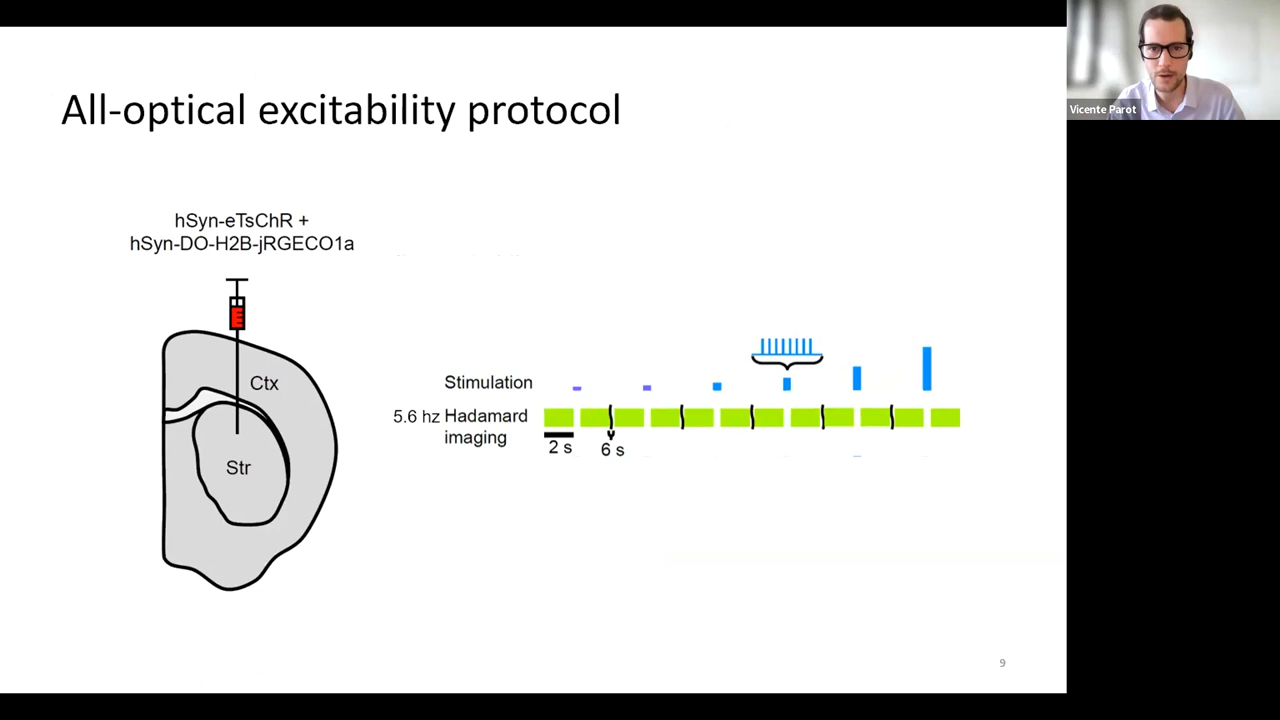 All-optical excitability protocol
Vicente Parot
hSyn-eTsChR +
hSyn-DO-H2B-jRGECO1a
Ctx
Str
Stimulation
5.6 hz Hadamard
imaging
2 s
6 s
9